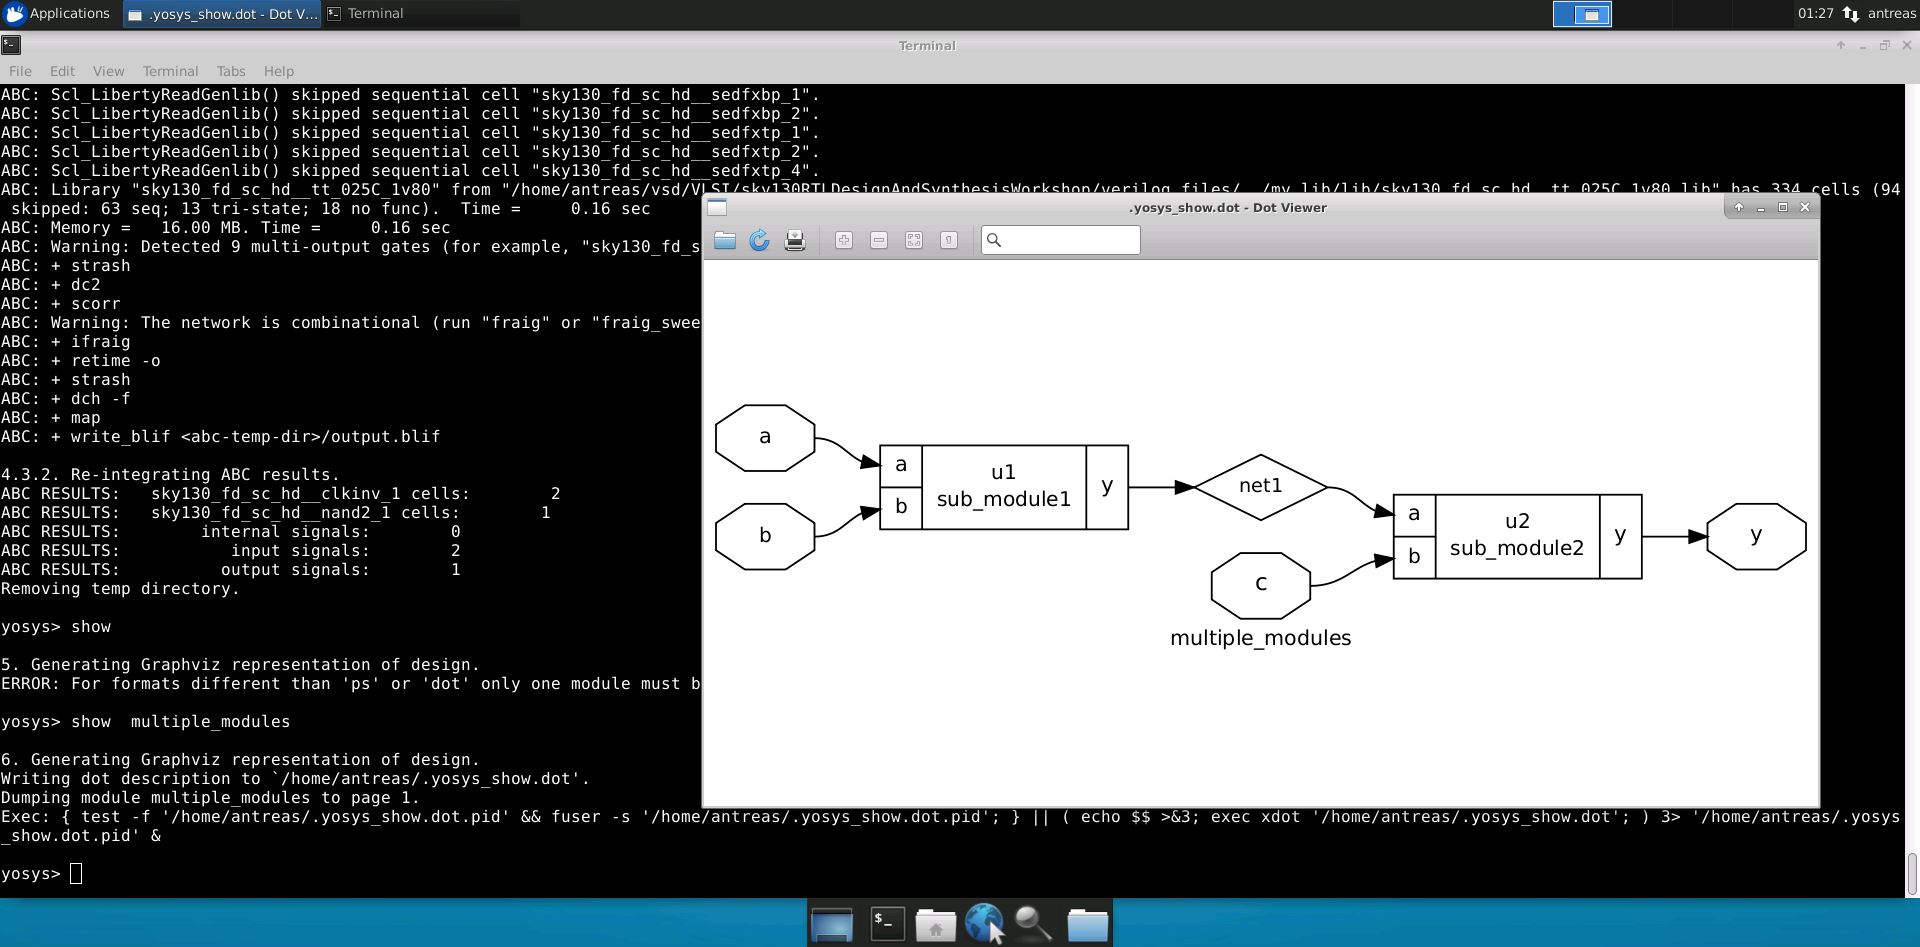 Applications
.yosys_show.dot - Dot V...
Terminal
01:27
antreas
Terminal
File Edit View Terminal Tabs Help
ABC: Scl_LibertyReadGenlib() skipped sequential cell "sky130_fd_sc_hd__sedfxbp_1".
ABC: Scl_LibertyReadGenlib() skipped sequential cell "sky130_fd_sc_hd__sedfxbp_2".
ABC: Scl_LibertyReadGenlib() skipped sequential cell "sky130_fd_sc_hd__sedfxtp_1".
ABC: Scl_LibertyReadGenlib() skipped sequential cell "sky130_fd_sc_hd__sedfxtp_2".
ABC: Scl_LibertyReadGenlib() skipped sequential cell "sky130_fd_sc_hd__sedfxtp_4".
ABC: Library "sky130_fd_sc_hd__tt_025C_1v80" from "/home/antreas/vsd/VLSI/sky130RTLDesignAndSynthesisWorkshop/verilog_files/../my_lib/lib/sky130_fd_sc_hd__tt_025C_1v80.lib" has 334 cells (94
skipped: 63 seq; 13 tri-state; 18 no func).  Time =     0.16 sec
ABC: Memory =   16.00 MB. Time =     0.16 sec
ABC: Warning: Detected 9 multi-output gates (for example, "sky130_fd_s
ABC: + strash
ABC: + dc2
ABC: + scorr
ABC: Warning: The network is combinational (run "fraig" or "fraig_swee
ABC: + ifraig
ABC: + retime -o
ABC: + strash
ABC: + dch -f
ABC: + map
ABC: + write_blif <abc-temp-dir>/output.blif
4.3.2. Re-integrating ABC results.
ABC RESULTS:   sky130_fd_sc_hd__clkinv_1 cells:        2
ABC RESULTS:   sky130_fd_sc_hd__nand2_1 cells:        1
ABC RESULTS:        internal signals:        0
ABC RESULTS:           input signals:        2
ABC RESULTS:          output signals:        1
Removing temp directory.
yosys> show
5. Generating Graphviz representation of design.
ERROR: For formats different than 'ps' or 'dot' only one module must b
yosys> show  multiple_modules
6. Generating Graphviz representation of design.
Writing dot description to `/home/antreas/.yosys_show.dot'.
Dumping module multiple_modules to page 1.
Exec: { test -f '/home/antreas/.yosys_show.dot.pid' && fuser -s '/home/antreas/.yosys_show.dot.pid'; } || ( echo $$ >&3; exec xdot '/home/antreas/.yosys_show.dot'; ) 3> '/home/antreas/.yosys
_show.dot.pid' &
yosys>
.yosys_show.dot - Dot Viewer
a
b
a
b
u1
sub_module1
y
net1
c
a
b
u2
sub_module2
y
y
multiple_modules